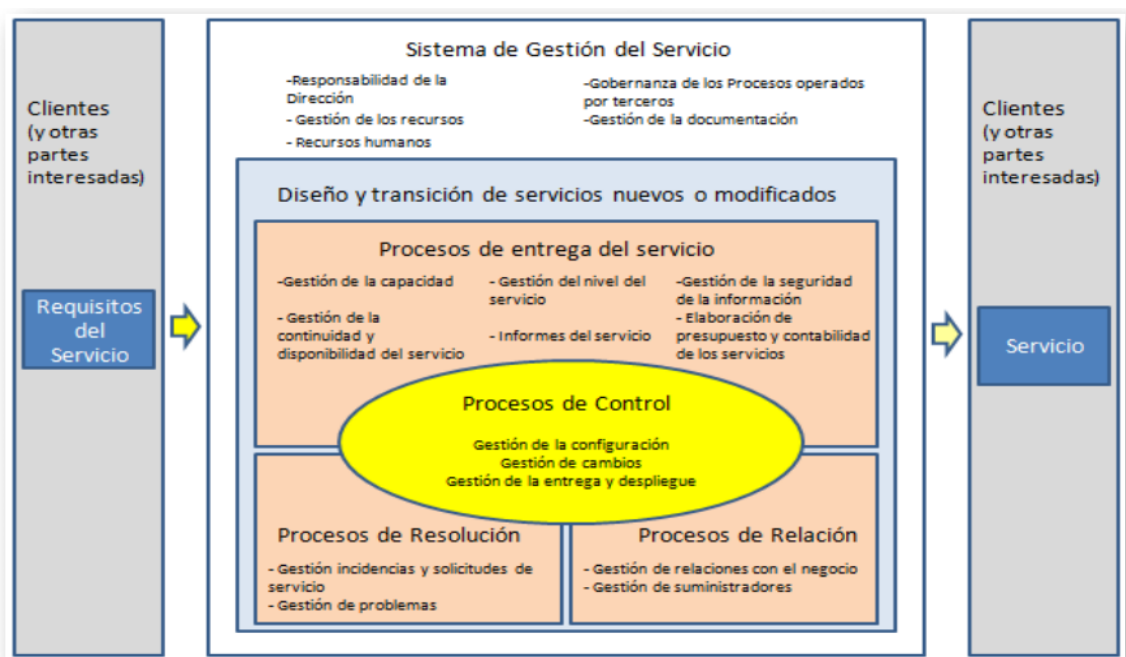 Clientes
(y otras
partes
interesadas)
Requisitos
del
Servicio
Sistema de Gestión del Servicio
-Responsabilidad de la
Dirección
- Gestión de los recursos
- Recursos humanos
-Gobernanza de los Procesos operados
por terceros
-Gestión de la documentación
Diseño y transición de servicios nuevos o modificados
Procesos de entrega del servicio
-Gestión de la capacidad
- Gestión de la
continuidad y
disponibilidad del servicio
- Gestión del nivel del
servicio
- Informes del servicio
-Gestión de la seguridad
de la información
- Elaboración de
presupuesto y contabilidad
de los servicios
Procesos de Control
Gestión de la configuración
Gestión de cambios
Gestión de la entrega y despliegue
Procesos de Resolución
- Gestión incidencias y solicitudes de
servicio
- Gestión de problemas
Procesos de Relación
- Gestión de relaciones con el negocio
- Gestión de suministradores
Clientes
(y otras
partes
interesadas)
Servicio